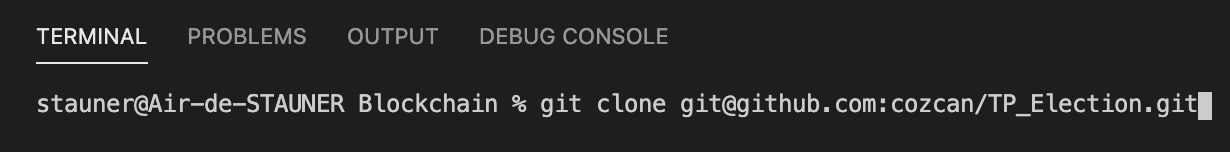 TERMINAL PROBLEMS OUTPUT DEBUG CONSOLE
stauner@Air-de-STAUNER Blockchain % git clone git@github.com:cozcan/TP_Election.git